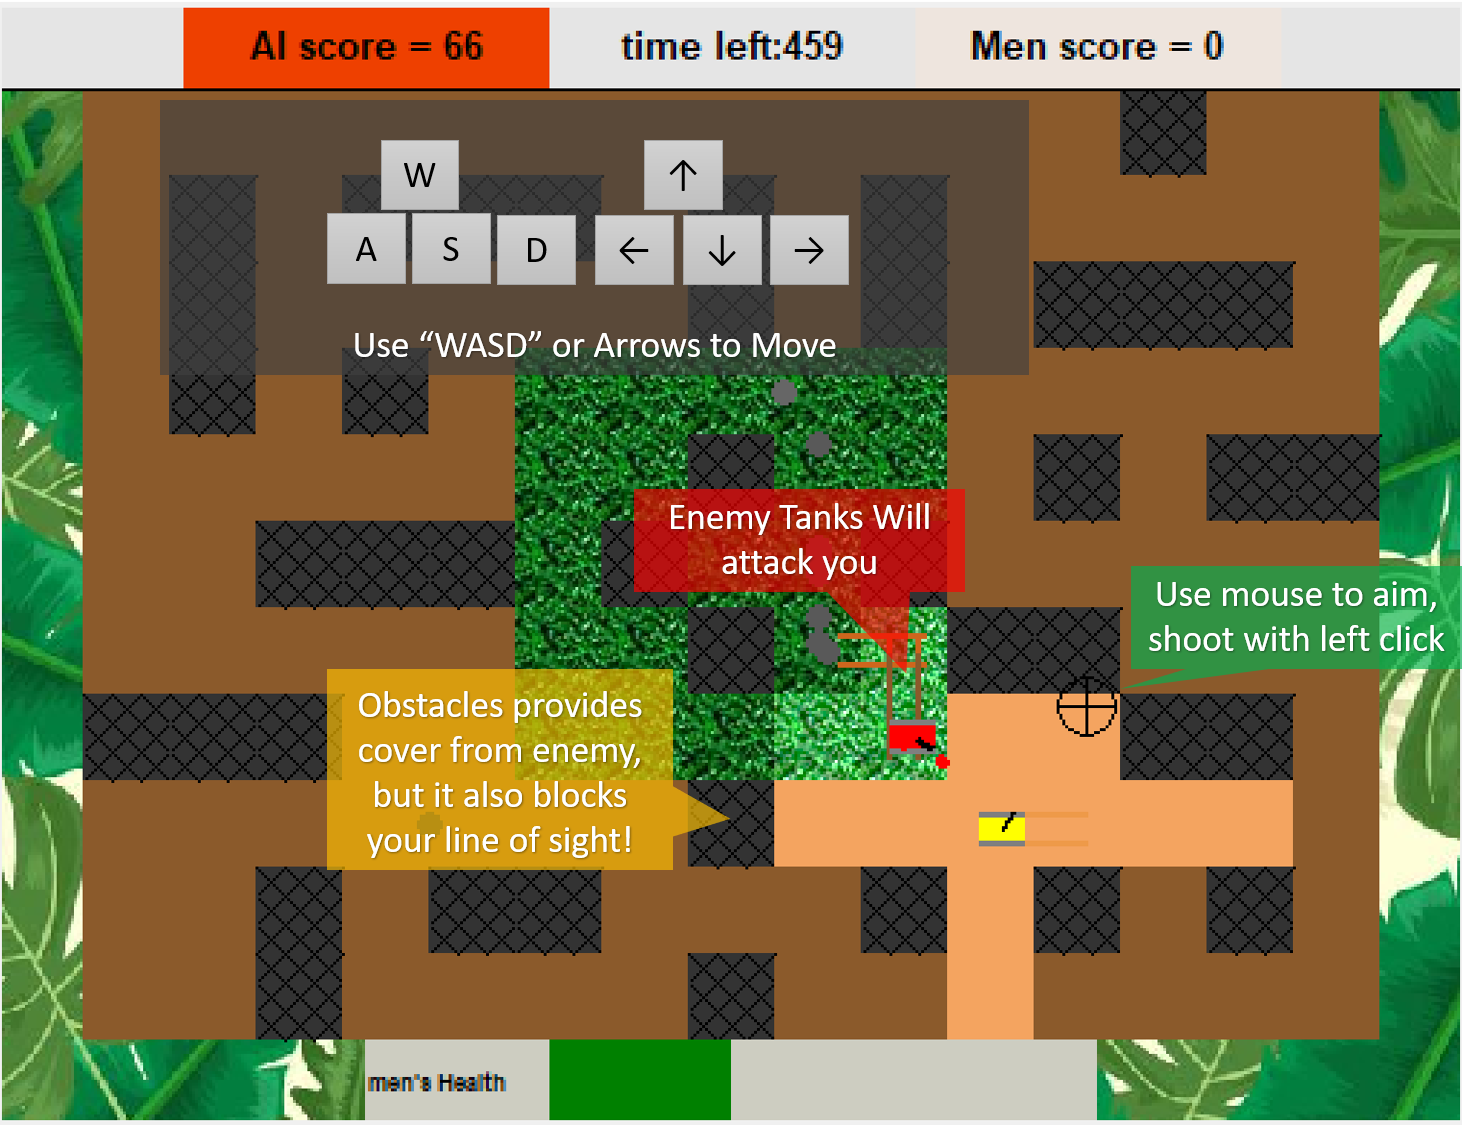 AI score = 66
time left:459
Men score = 0
W
↑
A
S
D
←
↓
→
Use “WASD” or Arrows to Move
Enemy Tanks Will
attack you
Use mouse to aim,
shoot with left click
Obstacles provides
cover from enemy,
but it also blocks
your line of sight!
men's Health